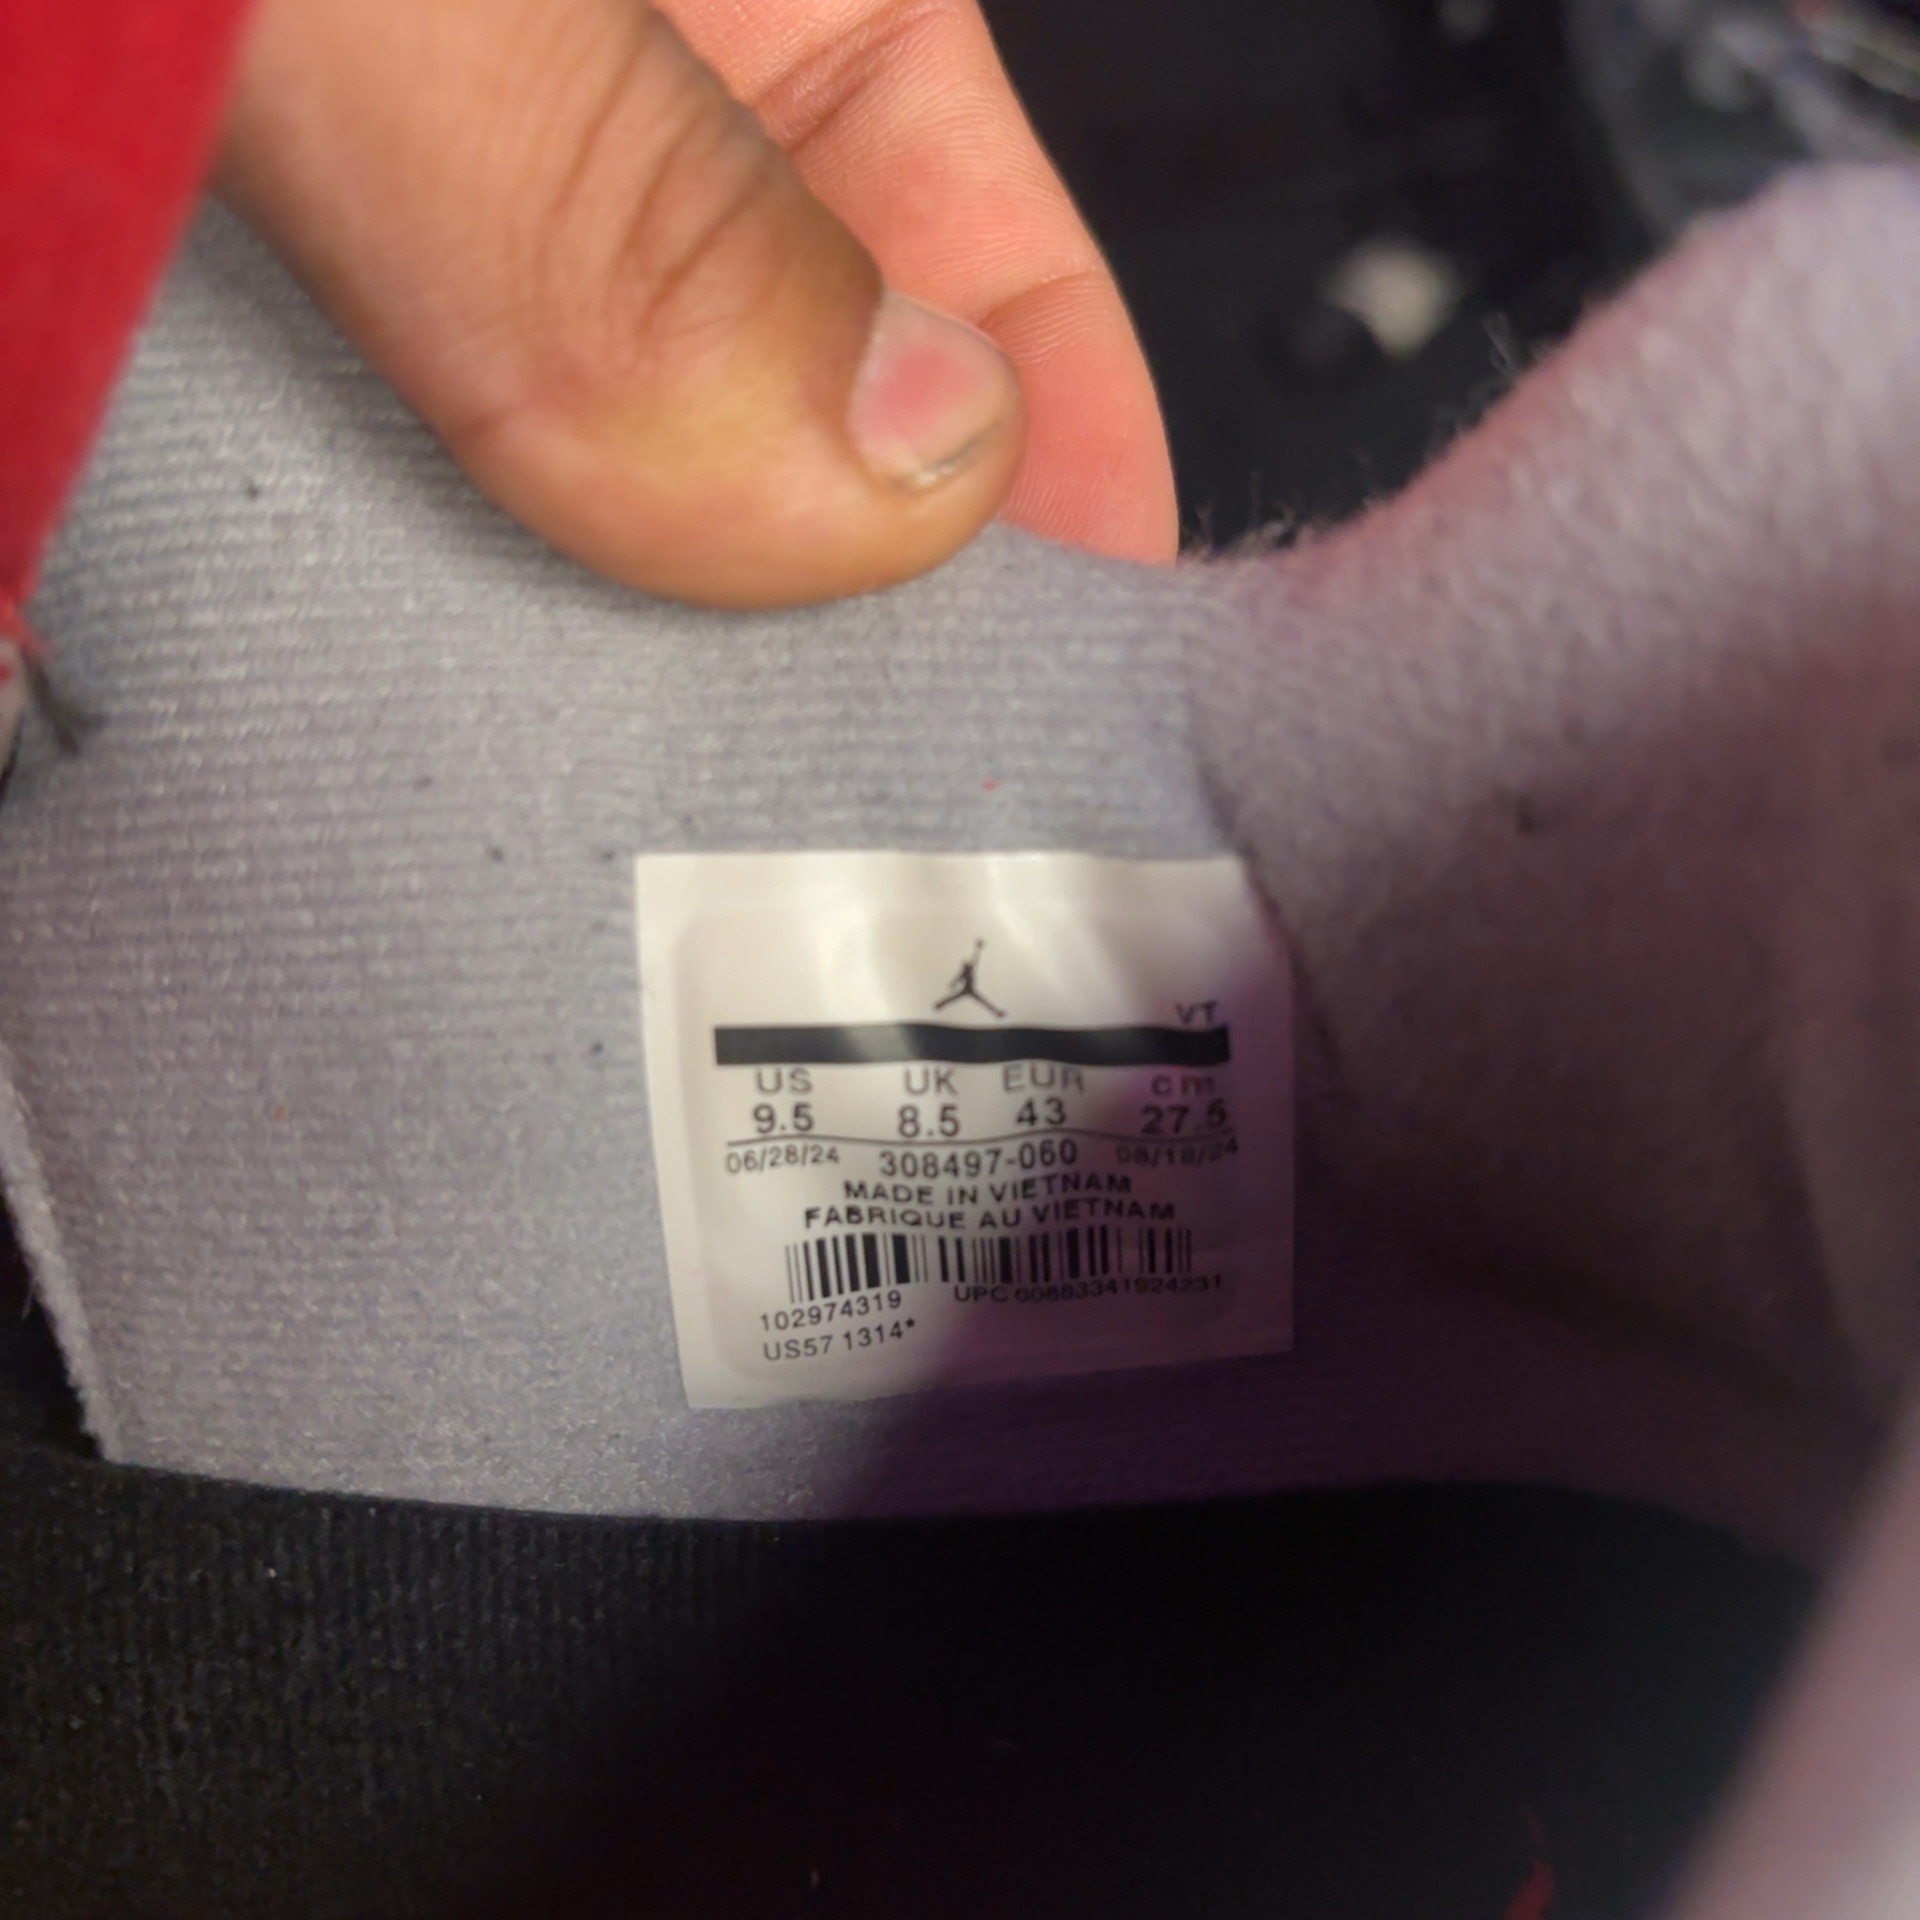 VT
US UK EUR cm
9.5 8.5 43 27.5
06/28/24 308497-060 08/18/24
MADE IN VIETNAM
FABRIQUE AU VIETNAM
102974319 UPC 00883341924231
US57 1314*